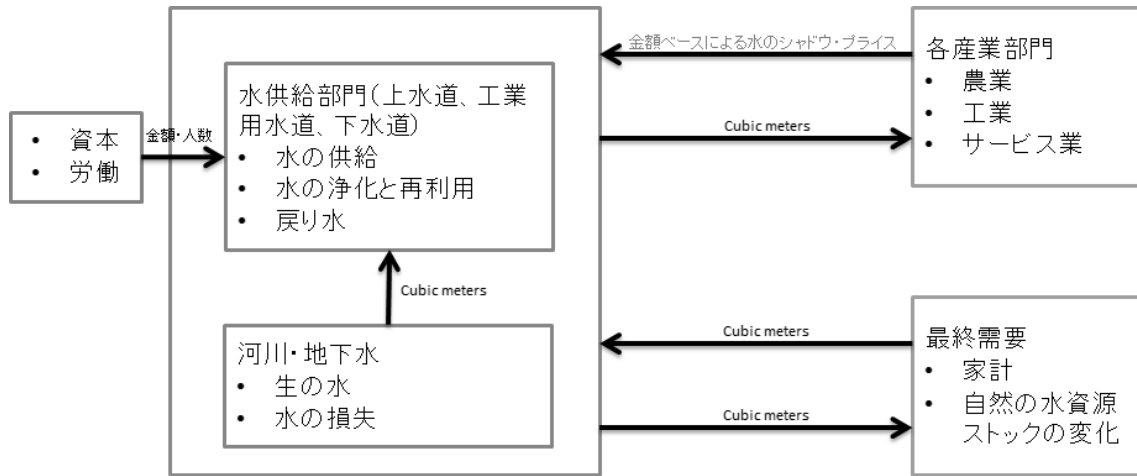 • 資本
• 労働
金額・人数
水供給部門（上水道、工業
用水道、下水道）
• 水の供給
• 水の浄化と再利用
• 戻り水
Cubic meters
河川・地下水
• 生の水
• 水の損失
金額ベースによる水のシャドウ・プライス
Cubic meters
各産業部門
• 農業
• 工業
• サービス業
Cubic meters
Cubic meters
最終需要
• 家計
• 自然の水資源
ストックの変化